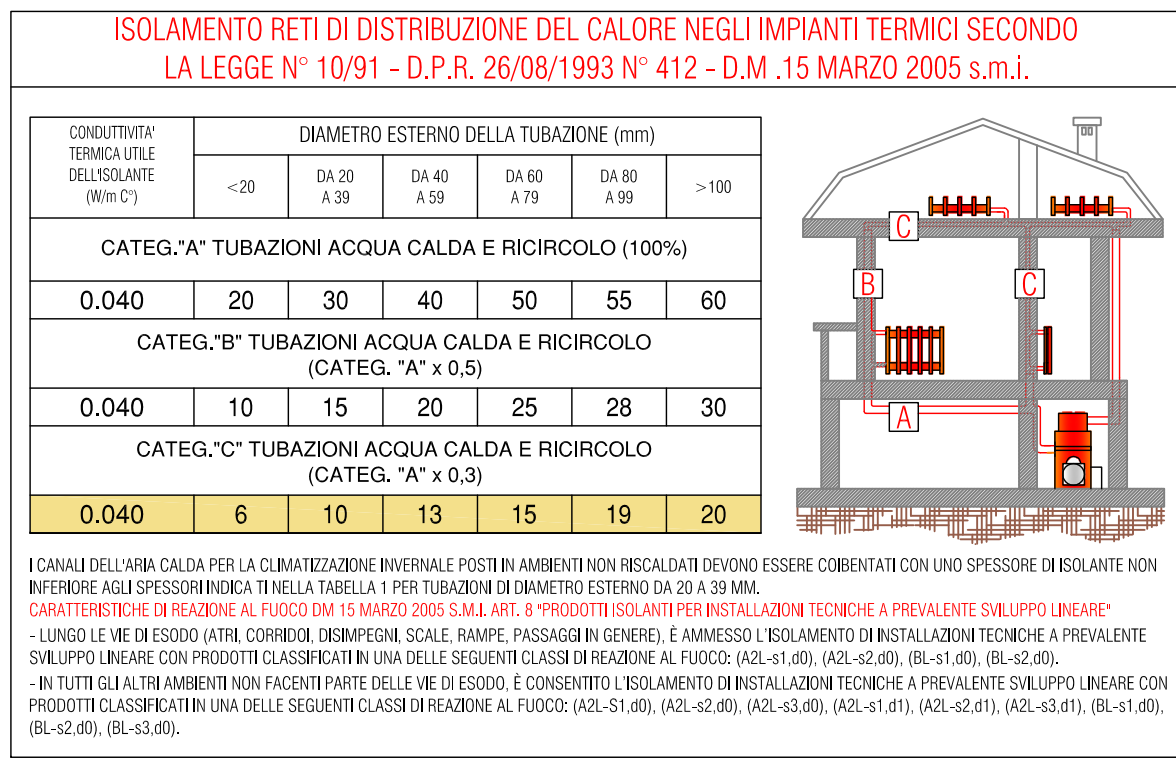 ISOLAMENTO RETI DI DISTRIBUZIONE DEL CALORE NEGLI IMPIANTI TERMICI SECONDO
LA LEGGE N° 10/91 - D.P.R. 26/08/1993 N° 412 - D.M .15 MARZO 2005 s.m.i.
CONDUTTIVITA'
TERMICA UTILE
DELL'ISOLANTE
(W/m C°)
DIAMETRO ESTERNO DELLA TUBAZIONE (mm)
<20
DA 20
A 39
DA 40
A 59
DA 60
A 79
DA 80
A 99
>100
CATEG."A" TUBAZIONI ACQUA CALDA E RICIRCOLO (100%)
0.040 20 30 40 50 55 60
CATEG."B" TUBAZIONI ACQUA CALDA E RICIRCOLO
(CATEG. "A" x 0,5)
0.040 10 15 20 25 28 30
CATEG."C" TUBAZIONI ACQUA CALDA E RICIRCOLO
(CATEG. "A" x 0,3)
0.040 6 10 13 15 19 20
C
B
C
A
I CANALI DELL'ARIA CALDA PER LA CLIMATIZZAZIONE INVERNALE POSTI IN AMBIENTI NON RISCALDATI DEVONO ESSERE COIBENTATI CON UNO SPESSORE DI ISOLANTE NON
INFERIORE AGLI SPESSORI INDICA TI NELLA TABELLA 1 PER TUBAZIONI DI DIAMETRO ESTERNO DA 20 A 39 MM.
CARATTERISTICHE DI REAZIONE AL FUOCO DM 15 MARZO 2005 S.M.I. ART. 8 "PRODOTTI ISOLANTI PER INSTALLAZIONI TECNICHE A PREVALENTE SVILUPPO LINEARE"
- LUNGO LE VIE DI ESODO (ATRI, CORRIDOI, DISIMPEGNI, SCALE, RAMPE, PASSAGGI IN GENERE), È AMMESSO L'ISOLAMENTO DI INSTALLAZIONI TECNICHE A PREVALENTE
SVILUPPO LINEARE CON PRODOTTI CLASSIFICATI IN UNA DELLE SEGUENTI CLASSI DI REAZIONE AL FUOCO: (A2L-s1,d0), (A2L-s2,d0), (BL-s1,d0), (BL-s2,d0).
- IN TUTTI GLI ALTRI AMBIENTI NON FACENTI PARTE DELLE VIE DI ESODO, È CONSENTITO L'ISOLAMENTO DI INSTALLAZIONI TECNICHE A PREVALENTE SVILUPPO LINEARE CON
PRODOTTI CLASSIFICATI IN UNA DELLE SEGUENTI CLASSI DI REAZIONE AL FUOCO: (A2L-S1,d0), (A2L-s2,d0), (A2L-s3,d0), (A2L-s1,d1), (A2L-s2,d1), (A2L-s3,d1), (BL-s1,d0),
(BL-s2,d0), (BL-s3,d0).